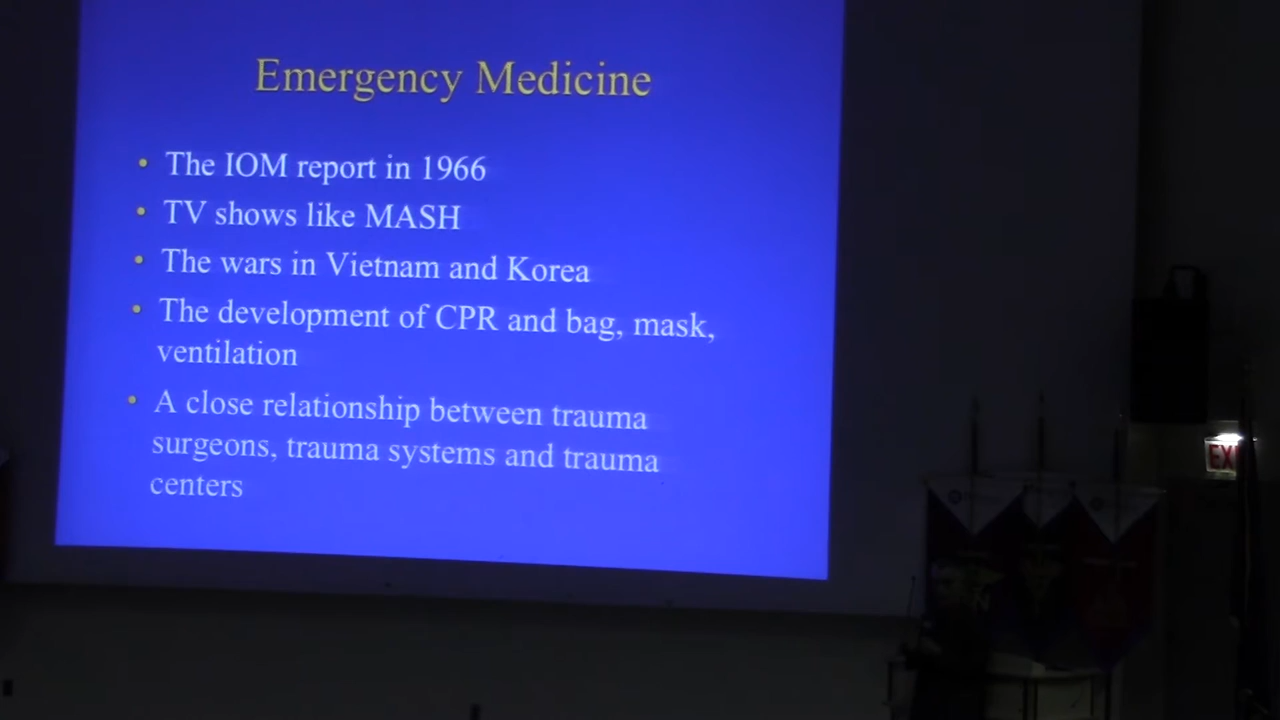 Emergency Medicine
• The IOM report in 1966
• TV shows like MASH
• The wars in Vietnam and Korea
• The development of CPR and bag, mask,
ventilation
• A close relationship between trauma
surgeons, trauma systems and trauma
centers
EX